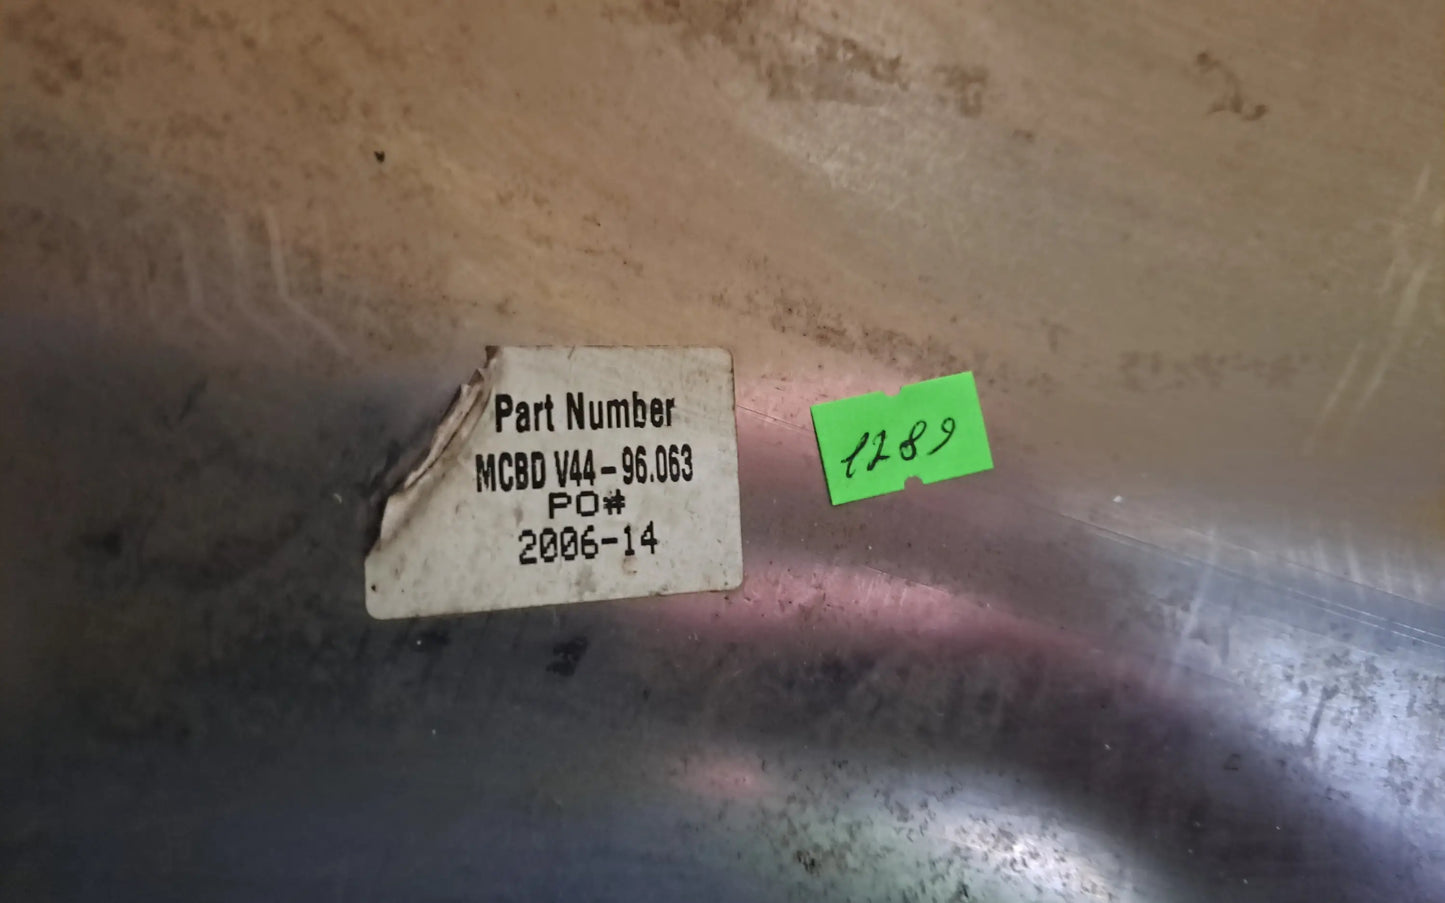 Part Number
MCBD V44-96.063
PO#
2006-14
1289